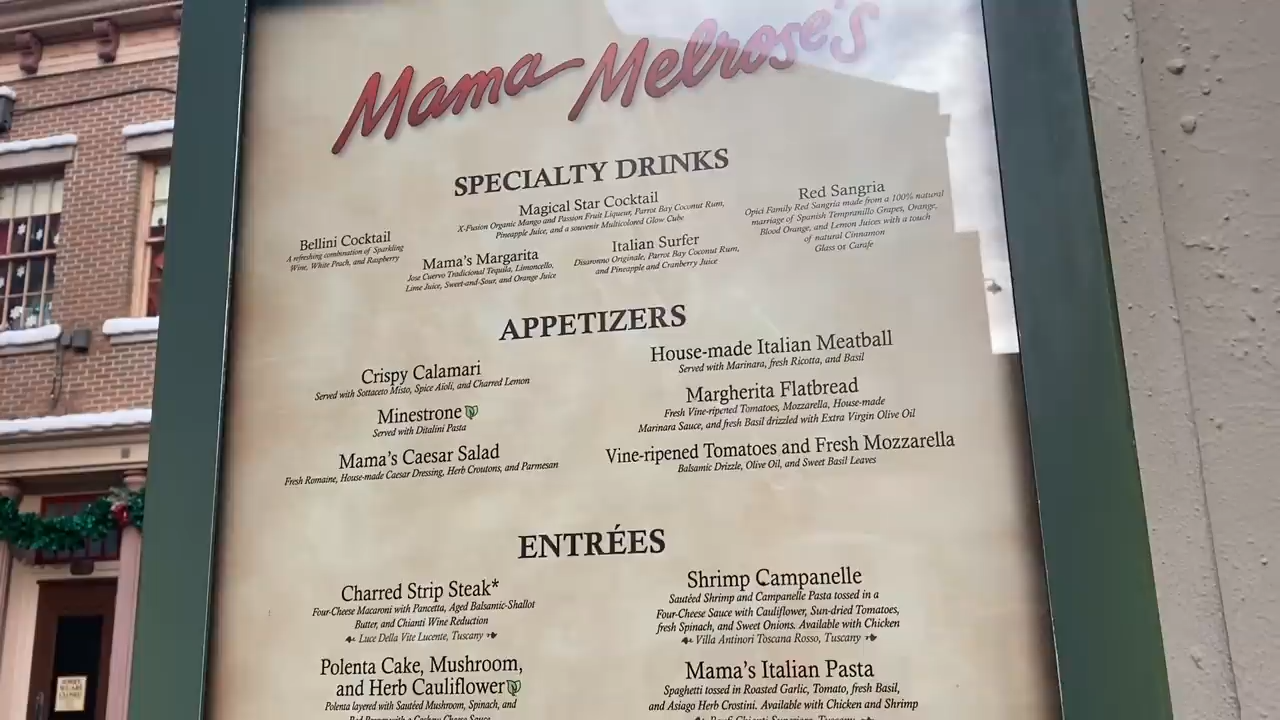 Mama Melrose's
SPECIALTY DRINKS
Magical Star Cocktail
X-Fusion Organic Mango and Passion Fruit Liqueur, Parrot Bay Coconut Rum,
Pineapple Juice, and a souvenir Multicolored Glow Cube
Red Sangria
Opici Family Red Sangria made from a 100% natural
marriage of Spanish Tempranillo Grapes, Orange,
Blood Orange, and Lemon Juices with a touch
of natural Cinnamon
Glass or Carafe
Bellini Cocktail
A refreshing combination of Sparkling
Wine, White Peach, and Raspberry
Mama's Margarita
Jose Cuervo Tradicional Tequila, Limoncello,
Lime Juice, Sweet-and-Sour, and Orange Juice
Italian Surfer
Disaronno Originale, Parrot Bay Coconut Rum,
and Pineapple and Cranberry Juice
APPETIZERS
Crispy Calamari
Served with Sottaceto Misto, Spice Aïoli, and Charred Lemon
Minestrone
Served with Ditalini Pasta
Mama's Caesar Salad
Fresh Romaine, House-made Caesar Dressing, Herb Croutons, and Parmesan
House-made Italian Meatball
Served with Marinara, fresh Ricotta, and Basil
Margherita Flatbread
Fresh Vine-ripened Tomatoes, Mozzarella, House-made
Marinara Sauce, and fresh Basil drizzled with Extra Virgin Olive Oil
Vine-ripened Tomatoes and Fresh Mozzarella
Balsamic Drizzle, Olive Oil, and Sweet Basil Leaves
ENTRÉES
Charred Strip Steak*
Four-Cheese Macaroni with Pancetta, Aged Balsamic-Shallot
Butter, and Chianti Wine Reduction
Luce Della Vite Lucente, Tuscany
Polenta Cake, Mushroom,
and Herb Cauliflower
Polenta layered with Sautéed Mushroom, Spinach, and
Shrimp Campanelle
Sautéed Shrimp and Campanelle Pasta tossed in a
Four-Cheese Sauce with Cauliflower, Sun-dried Tomatoes,
fresh Spinach, and Sweet Onions. Available with Chicken
Villa Antinori Toscana Rosso, Tuscany
Mama's Italian Pasta
Spaghetti tossed in Roasted Garlic, Tomato, fresh Basil,
and Asiago Herb Crostini. Available with Chicken and Shrimp